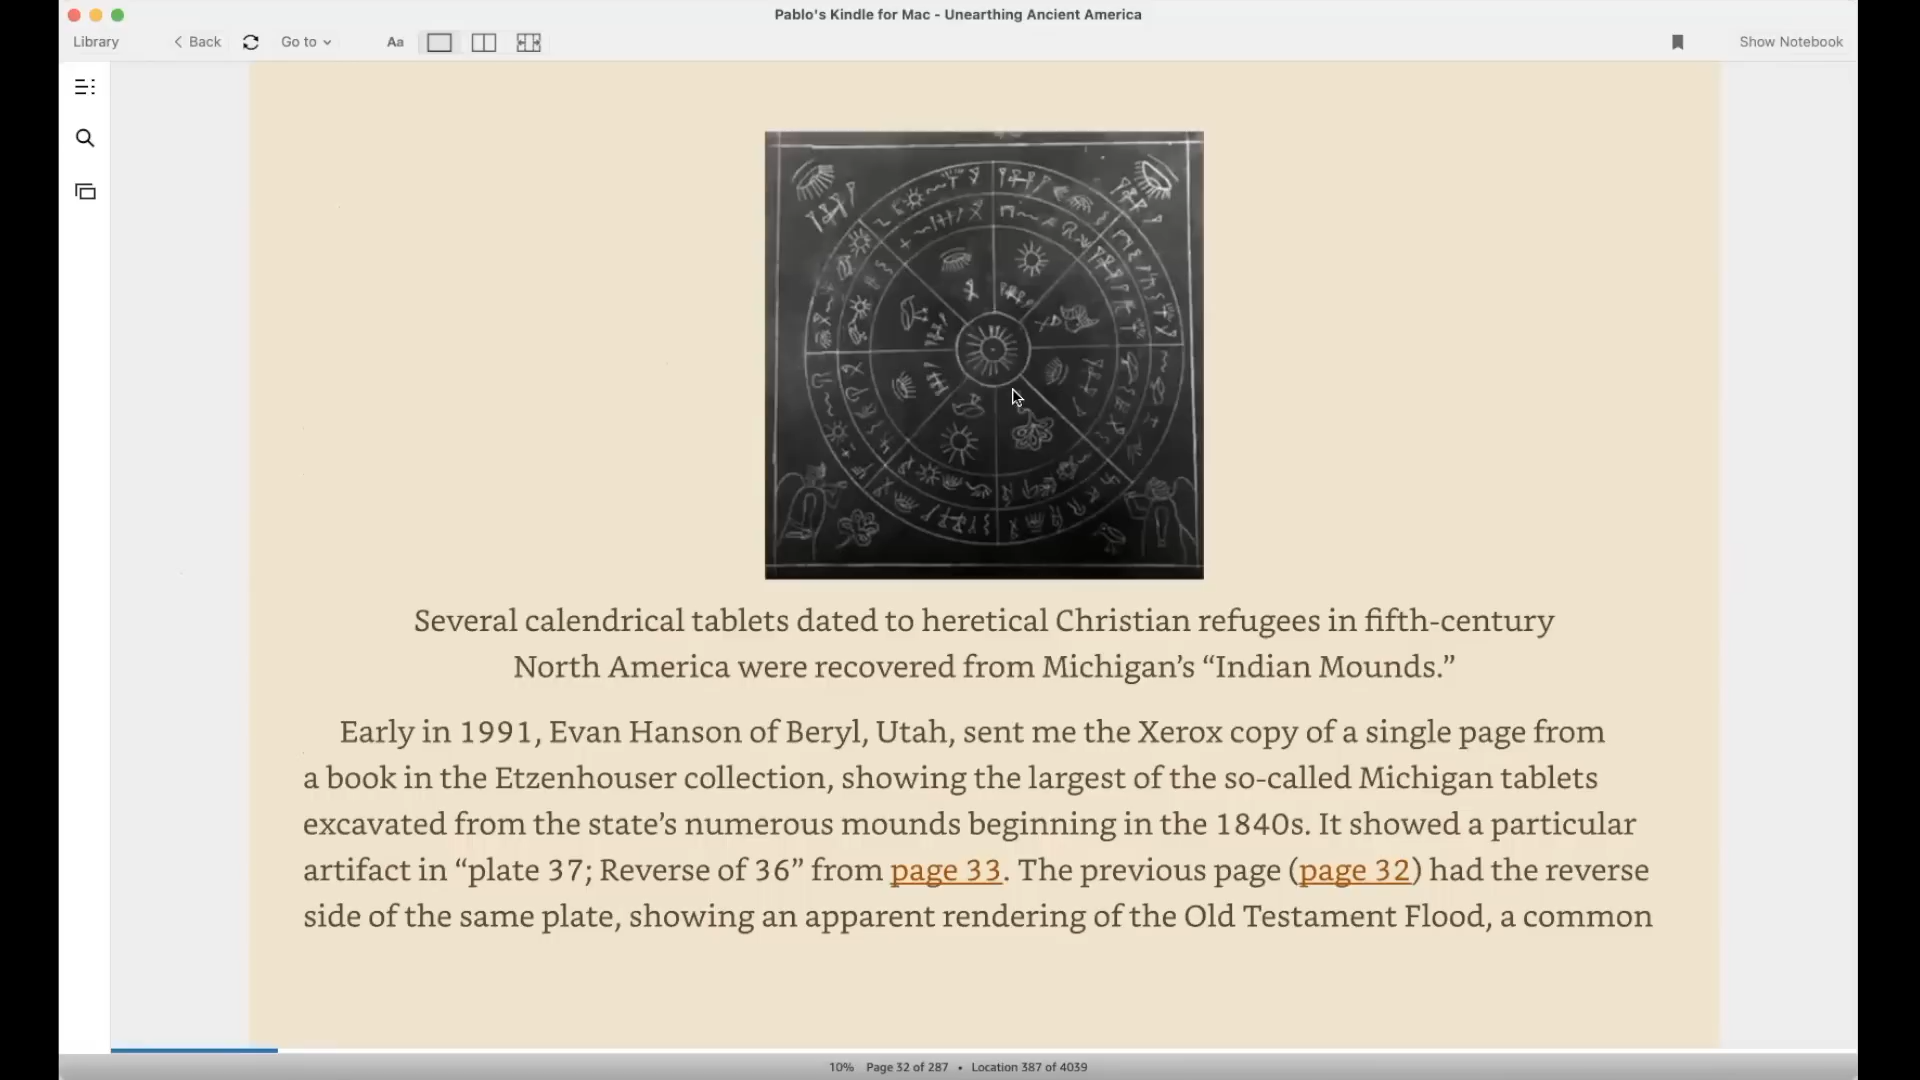 Pablo's Kindle for Mac - Unearthing Ancient America
Library
Back
Go to
Aa
Show Notebook
Several calendrical tablets dated to heretical Christian refugees in fifth-century
North America were recovered from Michigan’s “Indian Mounds.”
Early in 1991, Evan Hanson of Beryl, Utah, sent me the Xerox copy of a single page from
a book in the Etzenhouser collection, showing the largest of the so-called Michigan tablets
excavated from the state’s numerous mounds beginning in the 1840s. It showed a particular
artifact in “plate 37; Reverse of 36” from page 33. The previous page (page 32) had the reverse
side of the same plate, showing an apparent rendering of the Old Testament Flood, a common
10% Page 32 of 287 • Location 387 of 4039